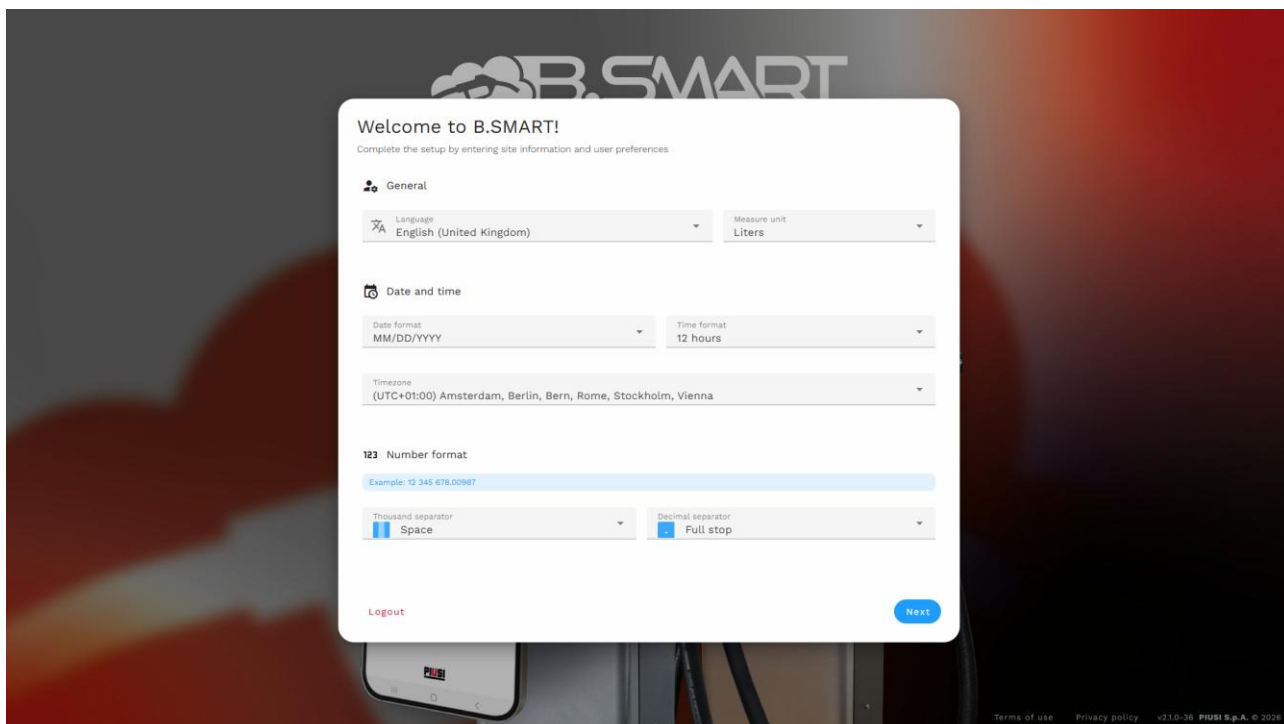 B.SMART
Welcome to B.SMART!
Complete the setup by entering site information and user preferences
General
Language
English (United Kingdom)
Measure unit
Liters
Date and time
Date format
MM/DD/YYYY
Time format
12 hours
Timezone
(UTC+01:00) Amsterdam, Berlin, Bern, Rome, Stockholm, Vienna
123 Number format
Example: 12 345 678.00987
Thousand separator
Space
Decimal separator
. Full stop
Logout
Next
PIUSI
Terms of use Privacy policy v2.1.0-36 PIUSI S.p.A. © 2026